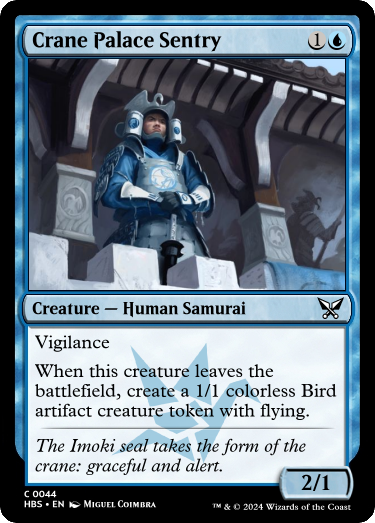 Crane Palace Sentry 1
Creature — Human Samurai
Vigilance
When this creature leaves the
battlefield, create a 1/1 colorless Bird
artifact creature token with flying.
The Imoki seal takes the form of the
crane: graceful and alert.
2/1
C 0044
HBS • EN Miguel Coimbra ™ & © 2024 Wizards of the Coast